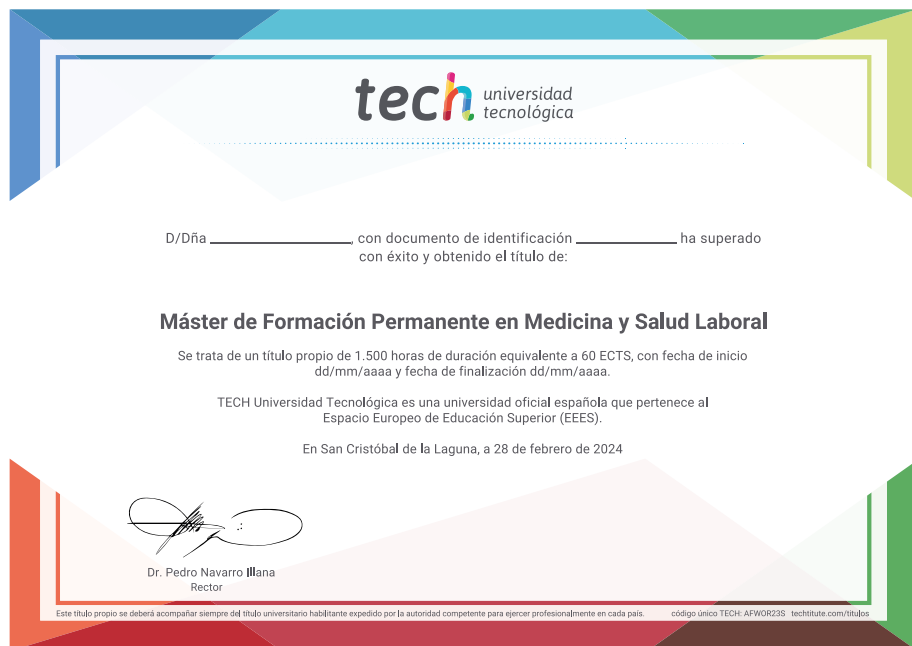 tech universidad
tecnológica
D/Dña ____________________, con documento de identificación ______________ ha superado
con éxito y obtenido el título de:
Máster de Formación Permanente en Medicina y Salud Laboral
Se trata de un título propio de 1.500 horas de duración equivalente a 60 ECTS, con fecha de inicio
dd/mm/aaaa y fecha de finalización dd/mm/aaaa.
TECH Universidad Tecnológica es una universidad oficial española que pertenece al
Espacio Europeo de Educación Superior (EEES).
En San Cristóbal de la Laguna, a 28 de febrero de 2024
Dr. Pedro Navarro Illana
Rector
Este título propio se deberá acompañar siempre del título universitario habilitante expedido por la autoridad competente para ejercer profesionalmente en cada país. código único TECH: AFWOR23S techtitute.com/titulos